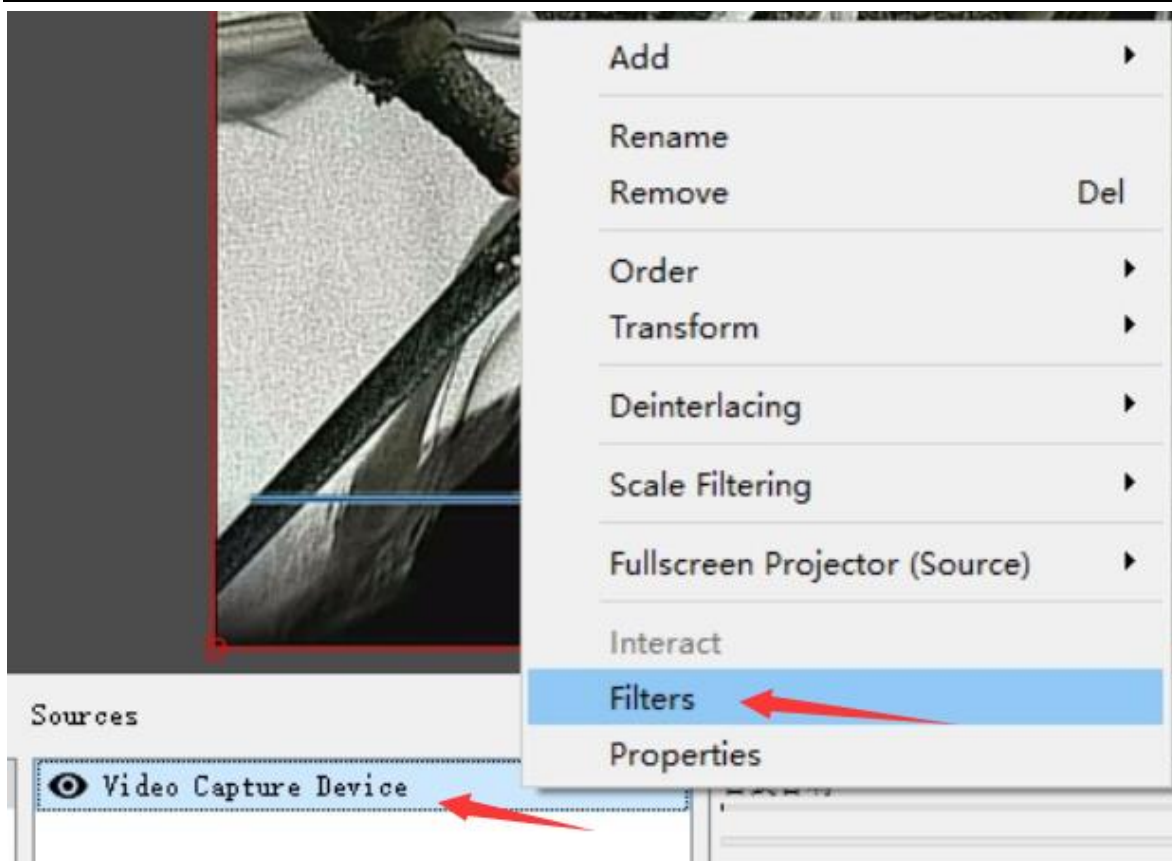 Add
Rename
Remove Del
Order
Transform
Deinterlacing
Scale Filtering
Fullscreen Projector (Source)
Interact
Filters
Properties
Sources
Video Capture Device